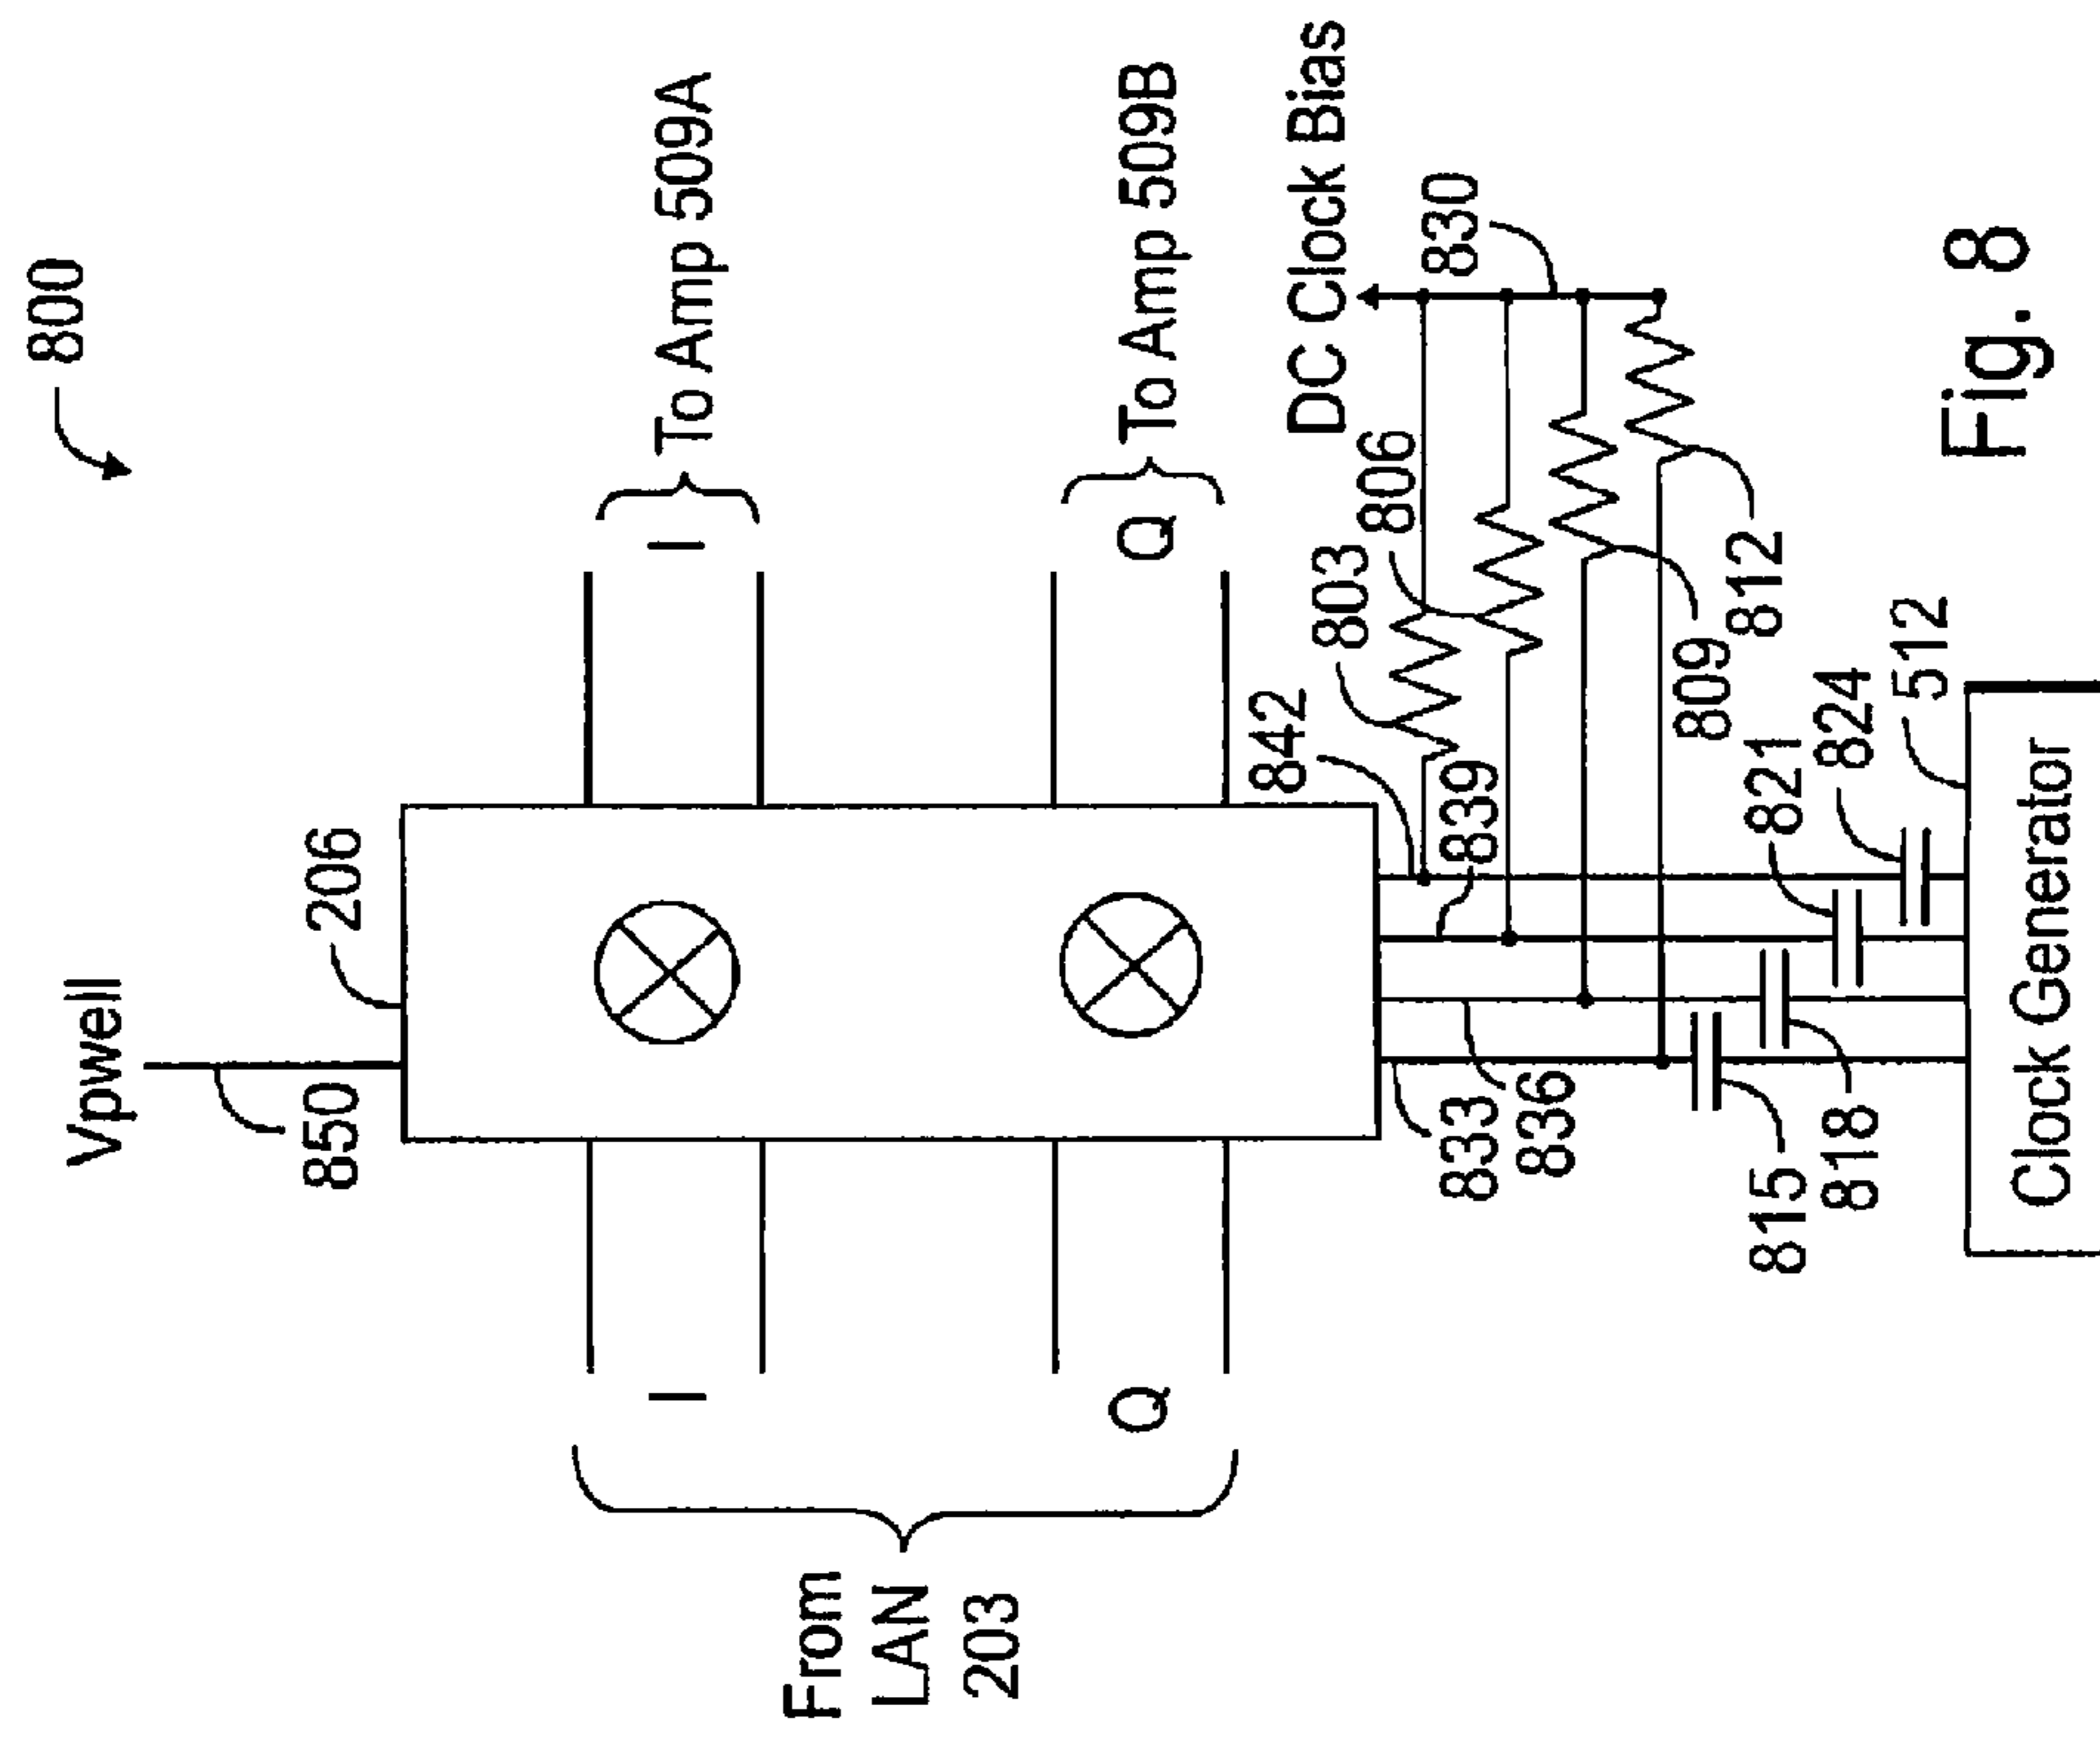 800
Vpwell
850
206
I
To Amp 509A
Q
To Amp 509B
From
LAN
203
I
Q
DC Clock Bias
830
842
803
806
839
809
812
833
836
815
818
821
824
512
Clock Generator
Fig. 8